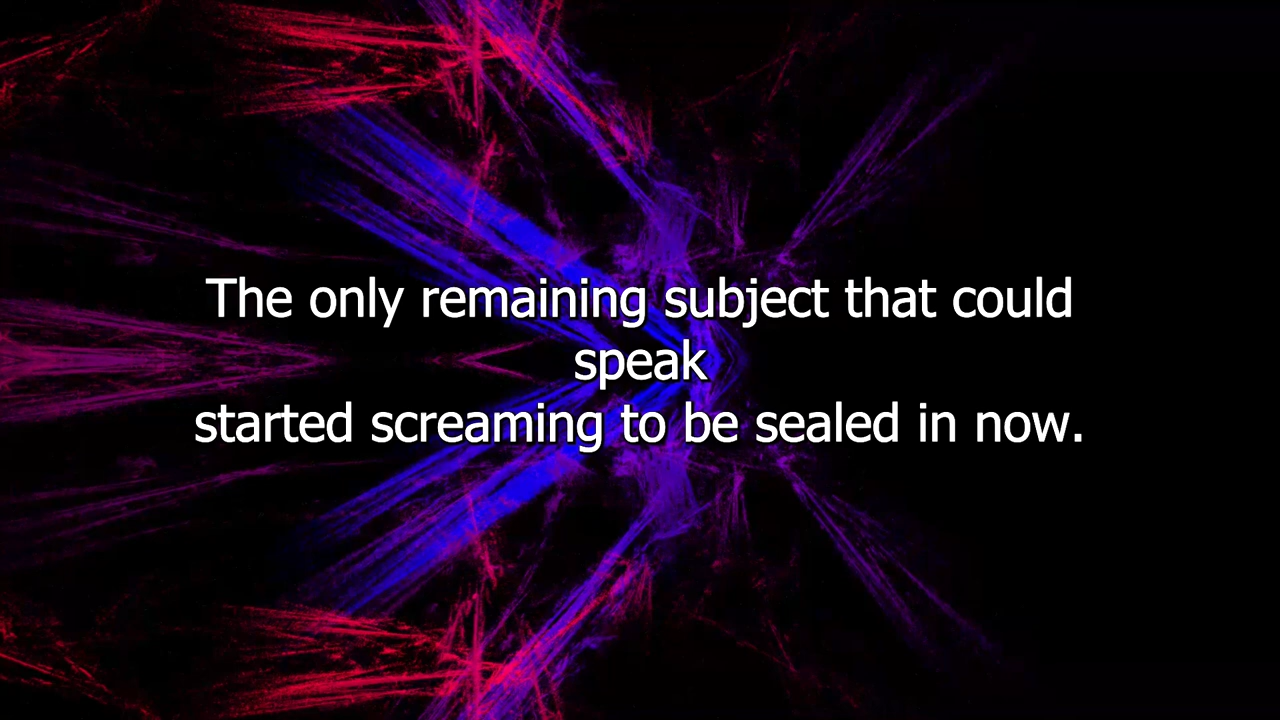 The only remaining subject that could
speak
started screaming to be sealed in now.